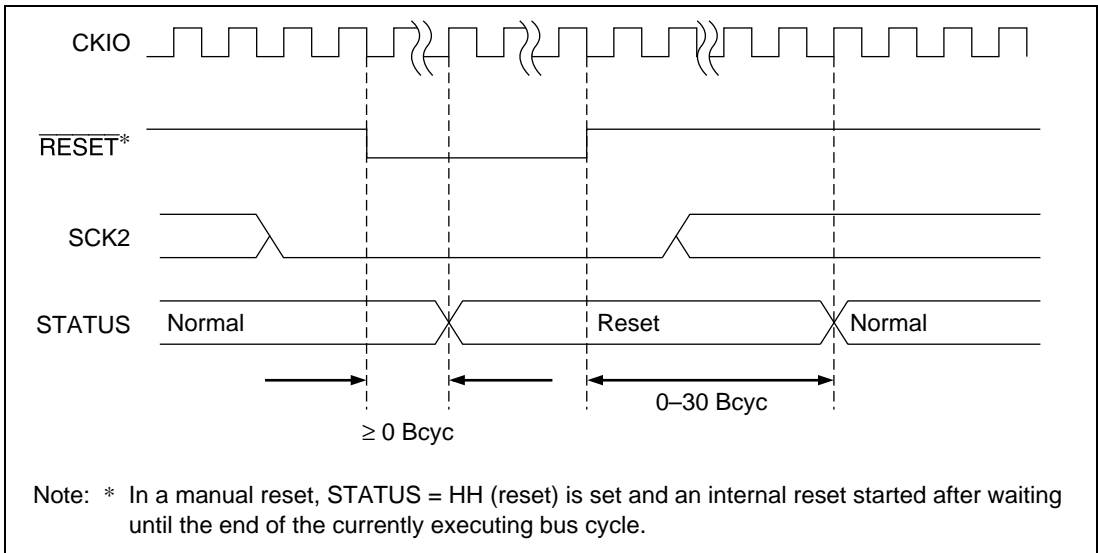 CKIO
RESET*
SCK2
STATUS Normal Reset Normal
0–30 Bcyc
≥ 0 Bcyc
Note: * In a manual reset, STATUS = HH (reset) is set and an internal reset started after waiting
until the end of the currently executing bus cycle.